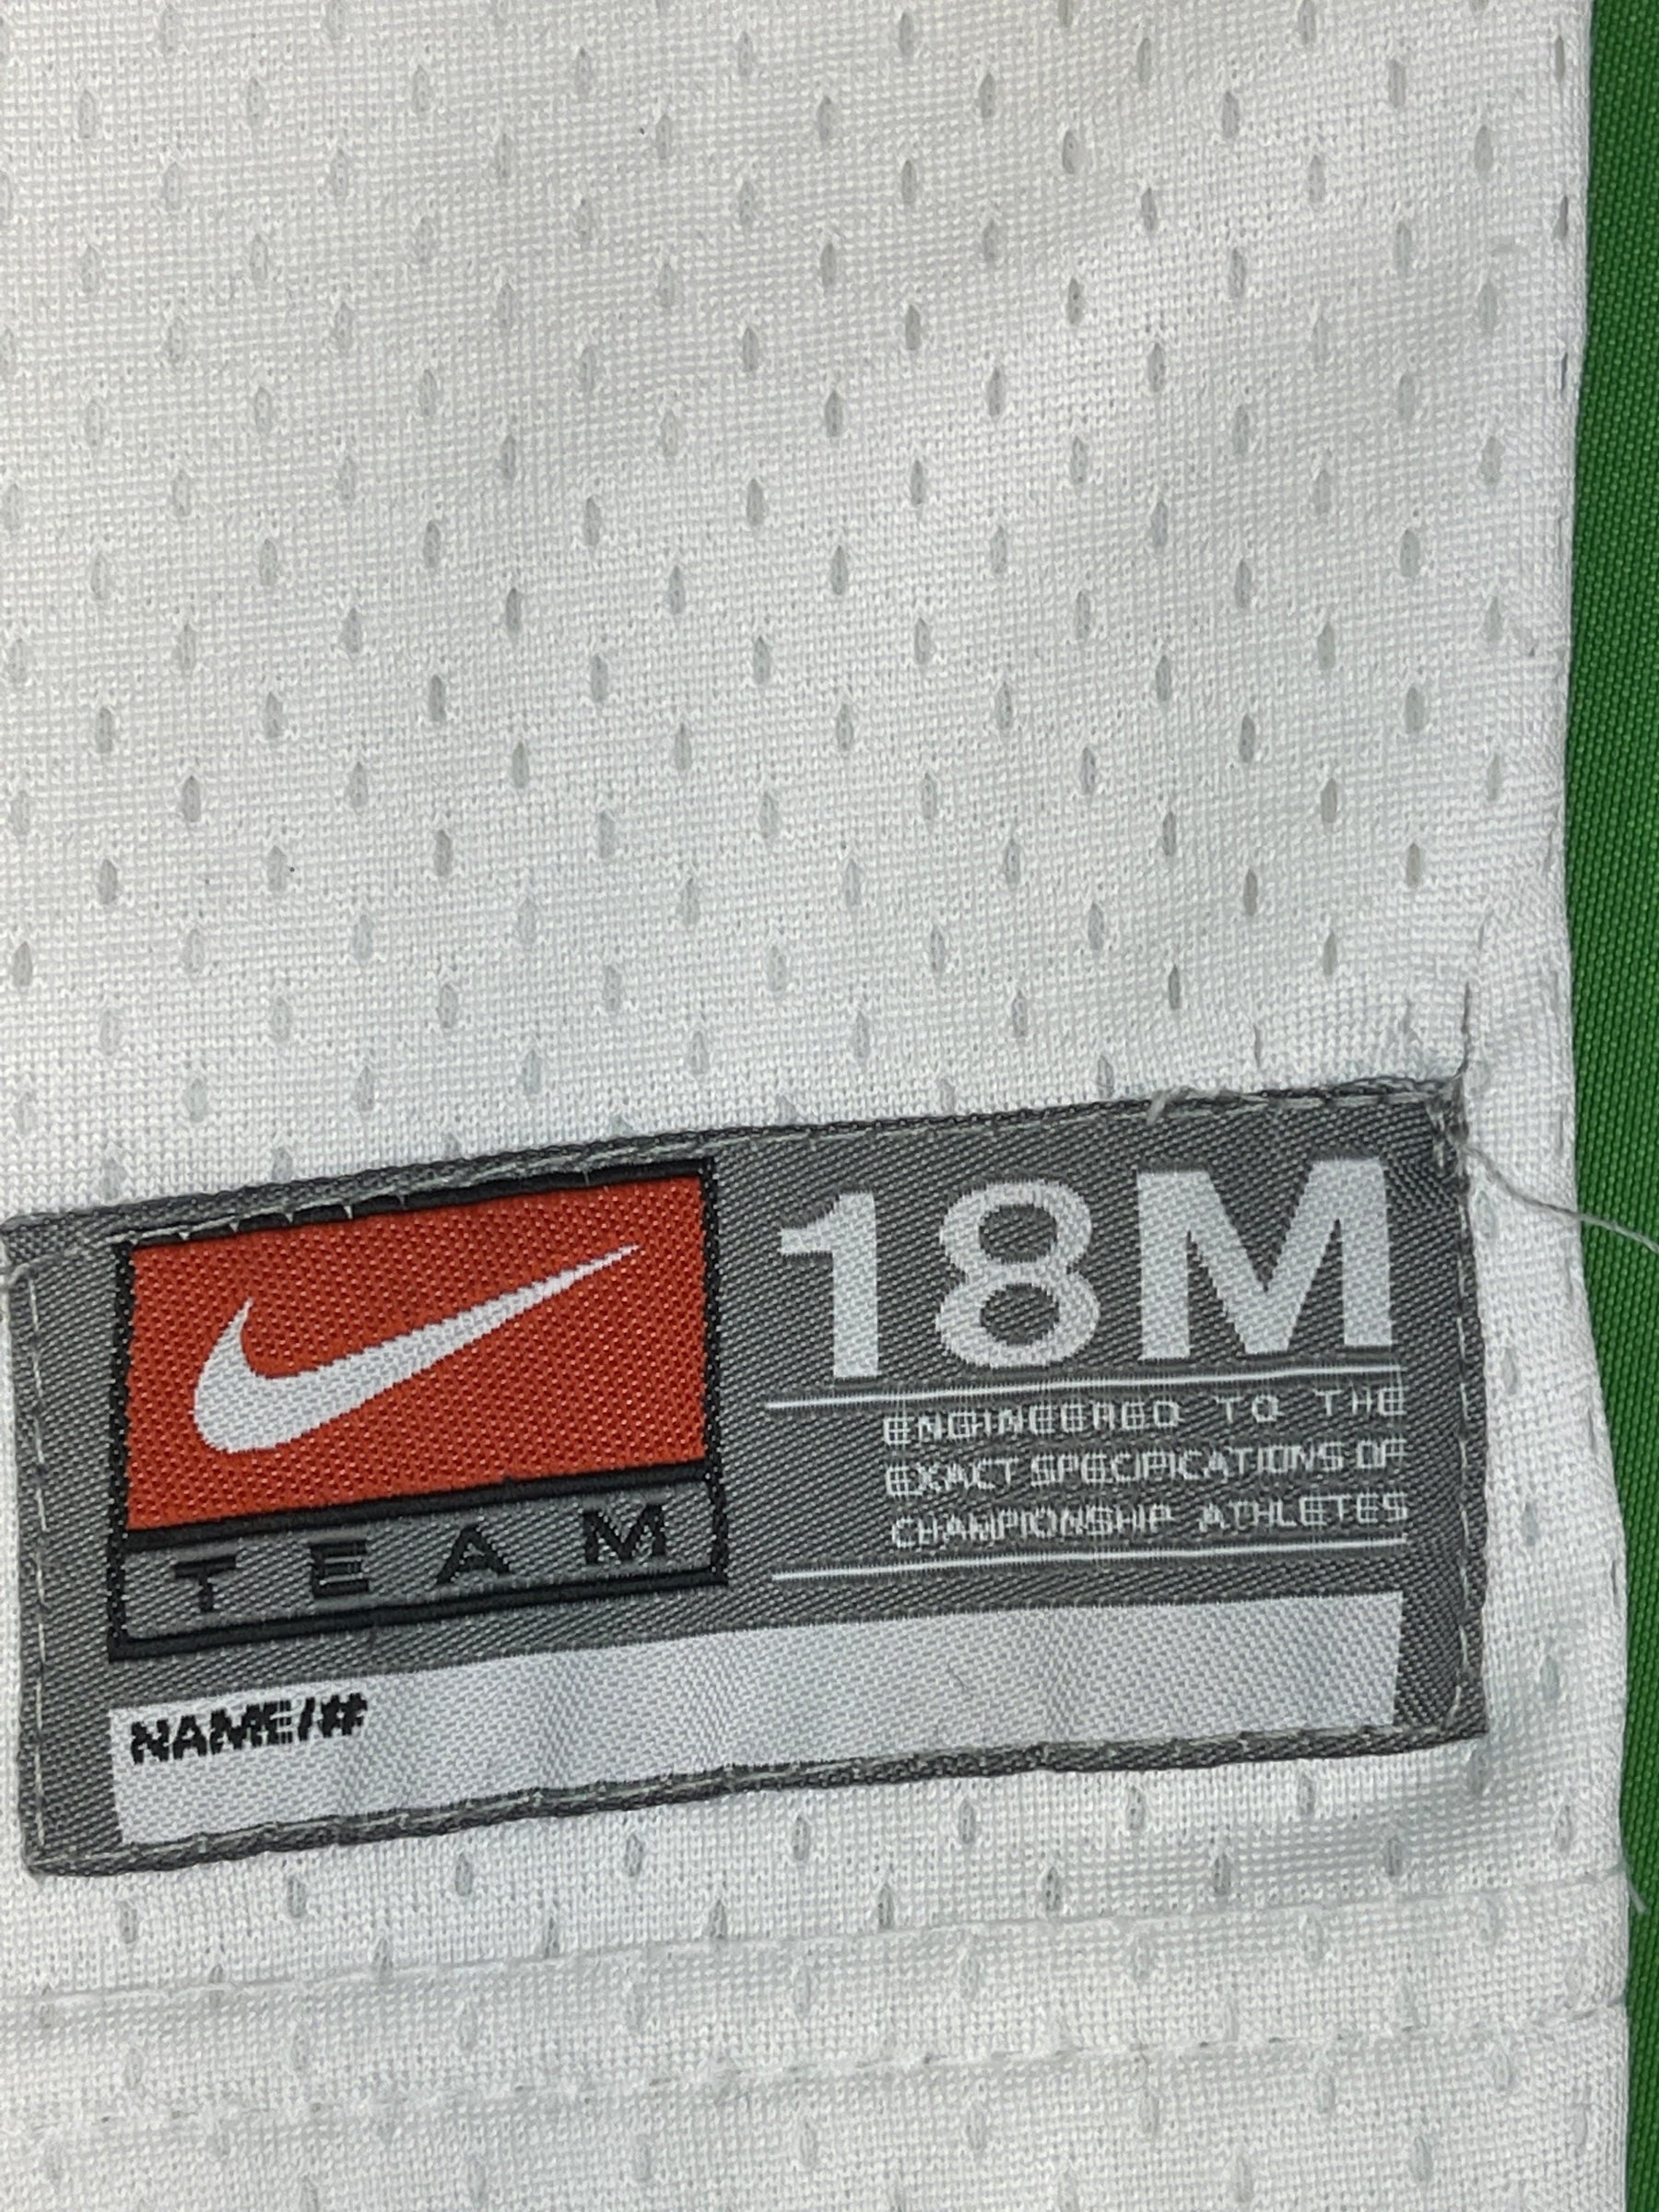 18M
ENGINEERED TO THE
EXACT SPECIFICATIONS OF
CHAMPIONSHIP ATHLETES
TEAM
NAME/#